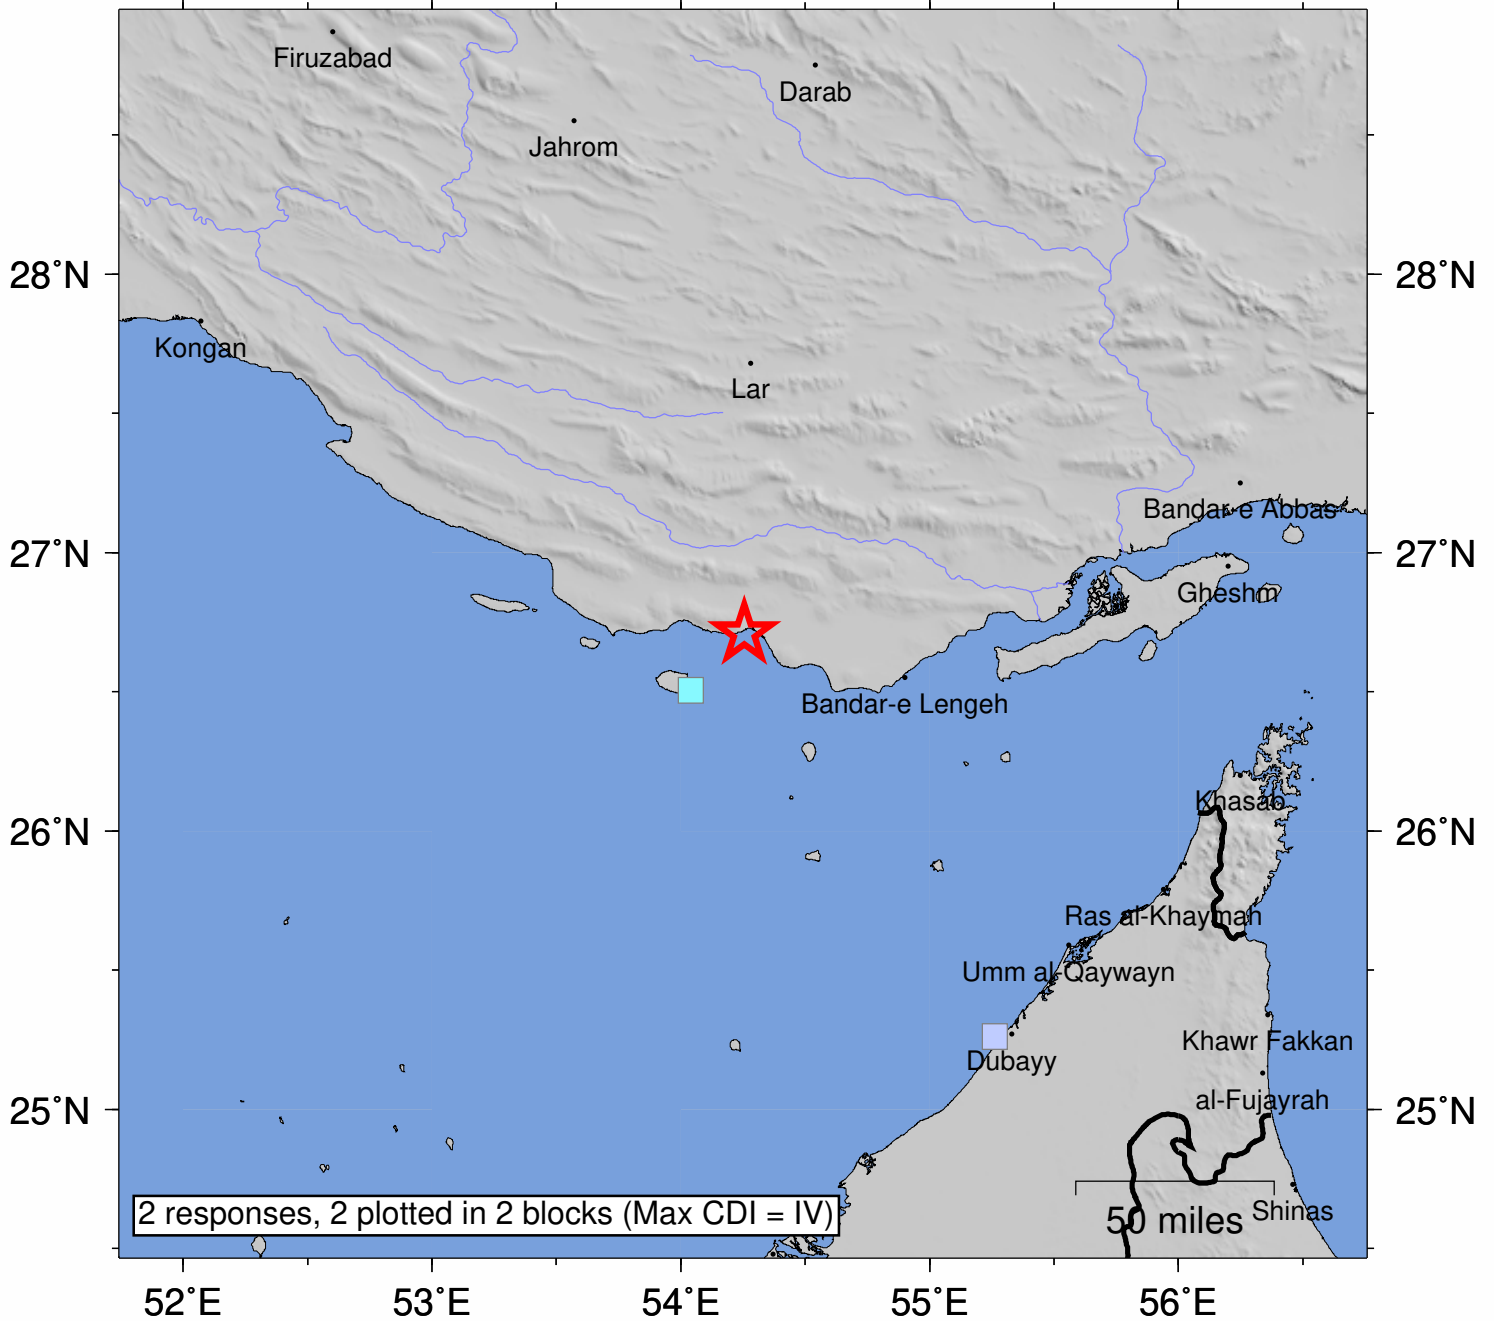 Firuzabad
Darab
Jahrom
28°N
28°N
Kongan
Lar
Bandar-e Abbas
27°N
27°N
Gheshm
Bandar-e Lengeh
Khasab
26°N
26°N
Ras al-Khaymah
Umm al-Qaywayn
Khawr Fakkan
Dubayy
al-Fujayrah
25°N
25°N
2 responses, 2 plotted in 2 blocks (Max CDI = IV)
50 miles
Shinas
52°E
53°E
54°E
55°E
56°E